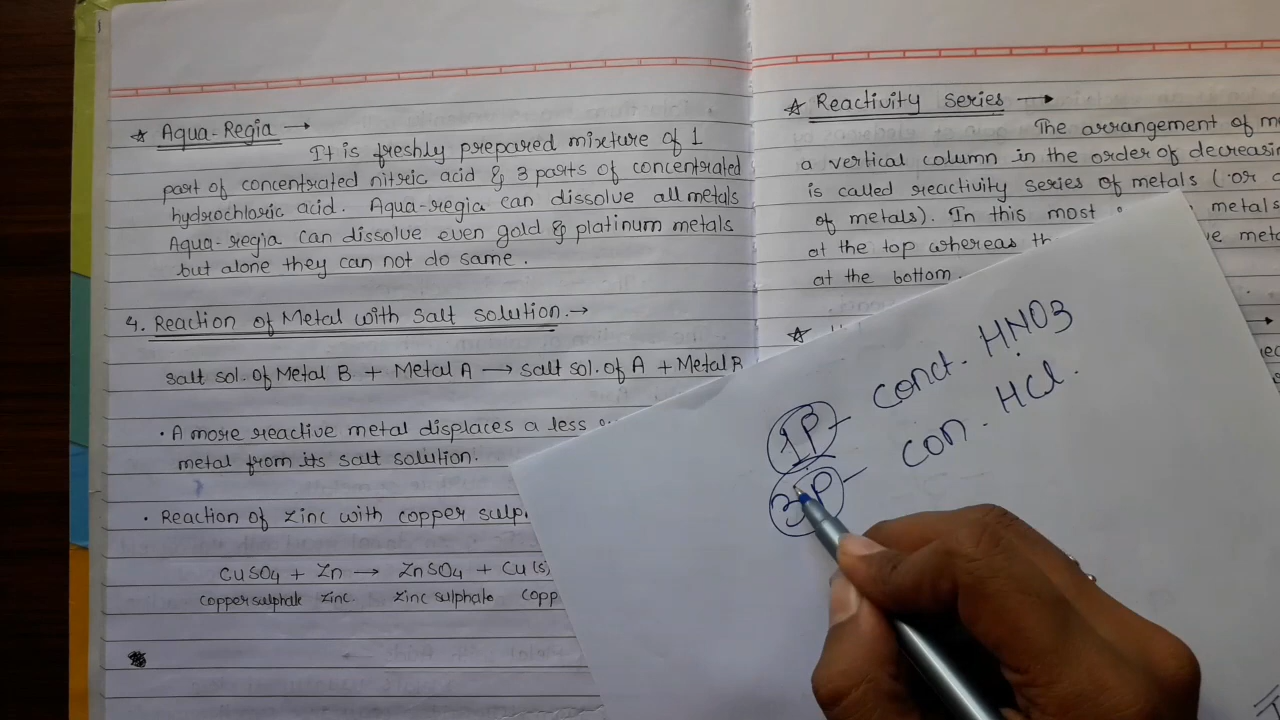 ☆ Aqua-Regia →
It is freshly prepared mixture of 1
part of concentrated nitric acid & 3 parts of concentrated
hydrochloric acid. Aqua-regia can dissolve all metals
Aqua-regia can dissolve even gold & platinum metals
but alone they can not do same.
4. Reaction of Metal with Salt solution. →
Salt sol. of Metal B + Metal A → Salt sol. of A + Metal B
• A more reactive metal displaces a less
metal from its salt solution.
• Reaction of zinc with copper sulp
CuSO4 + Zn → ZnSO4 + Cu(s)
copper sulphate zinc. zinc sulphate copp
☆ Reactivity series →
The arrangement of m
a vertical column in the order of decreasin
is called reactivity series of metals (or
of metals). In this most metals
at the top whereas th meta
at the bottom.
1P - conct. HNO3
3P - con. HCl.